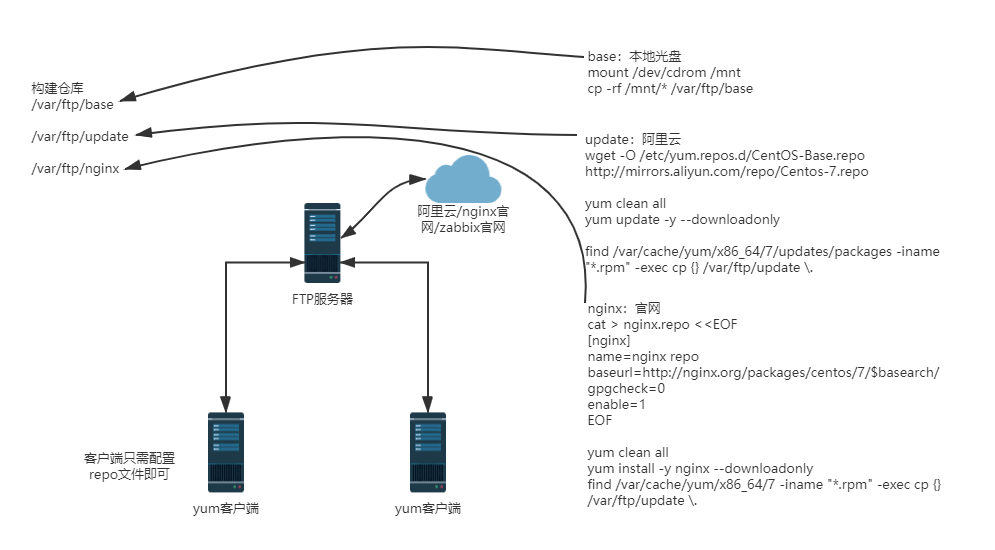 构建仓库
/var/ftp/base
/var/ftp/update
/var/ftp/nginx
base：本地光盘
mount /dev/cdrom /mnt
cp -rf /mnt/* /var/ftp/base
update：阿里云
wget -O /etc/yum.repos.d/CentOS-Base.repo
http://mirrors.aliyun.com/repo/Centos-7.repo
yum clean all
yum update -y --downloadonly
find /var/cache/yum/x86_64/7/updates/packages -iname
"*.rpm" -exec cp {} /var/ftp/update \.
nginx：官网
cat > nginx.repo <<EOF
[nginx]
name=nginx repo
baseurl=http://nginx.org/packages/centos/7/$basearch/
gpgcheck=0
enable=1
EOF
yum clean all
yum install -y nginx --downloadonly
find /var/cache/yum/x86_64/7 -iname "*.rpm" -exec cp {}
/var/ftp/update \.
阿里云/nginx官
网/zabbix官网
FTP服务器
客户端只需配置
repo文件即可
yum客户端
yum客户端